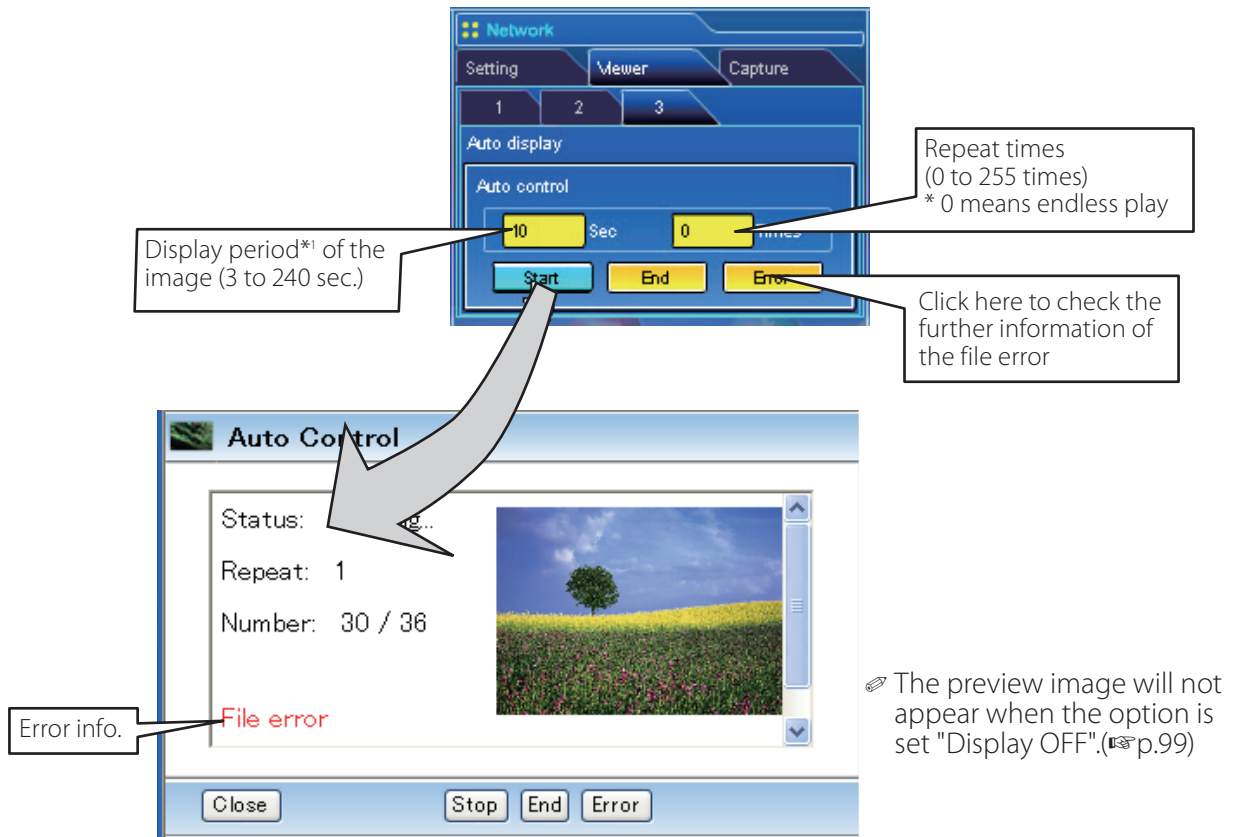 Network
Setting Viewer Capture
1 2 3
Auto display
Auto control
10 Sec 0 Times
Start End Error
Repeat times
(0 to 255 times)
* 0 means endless play
Display period*¹ of the
image (3 to 240 sec.)
Click here to check the
further information of
the file error
Auto Control
Status:
Repeat: 1
Number: 30 / 36
File error
Error info.
✐ The preview image will not
appear when the option is
set "Display OFF".(☞p.99)
Close Stop End Error